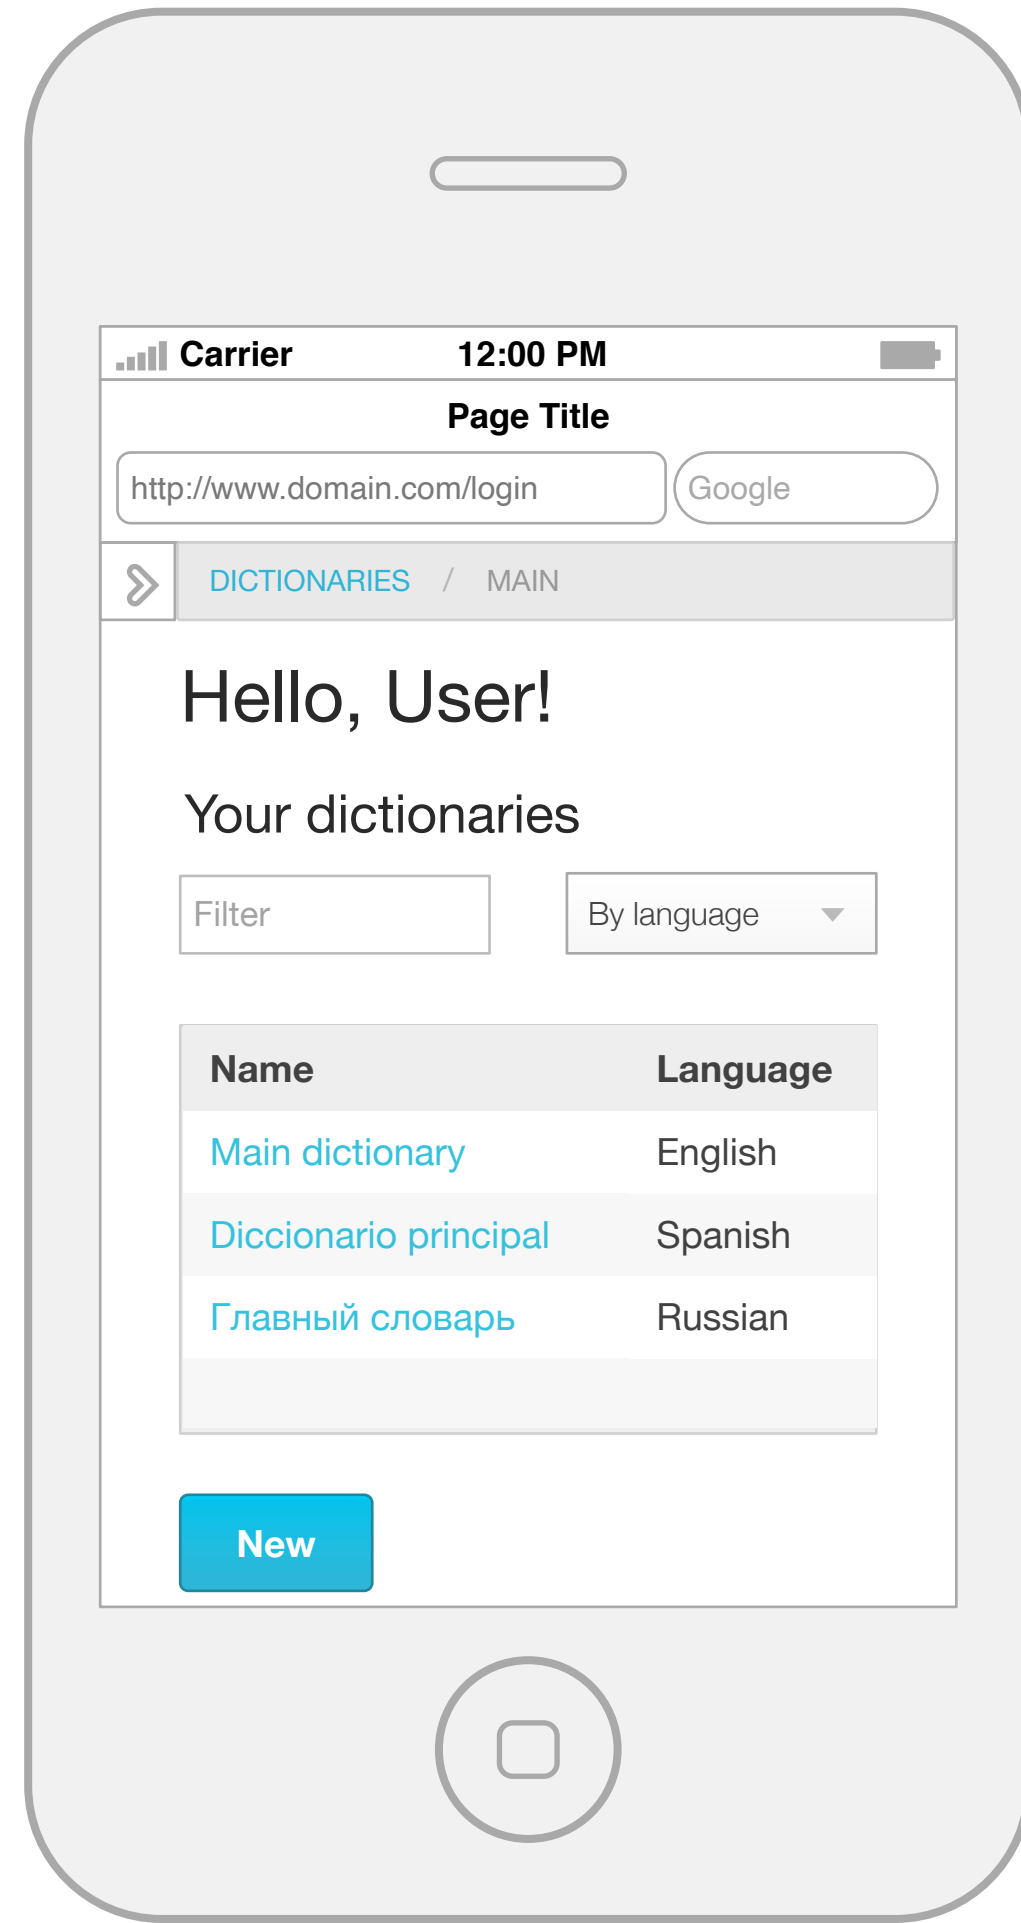 Carrier 12:00 PM
Page Title
http://www.domain.com/login Google
DICTIONARIES / MAIN
Hello, User!
Your dictionaries
Filter By language
Name Language
Main dictionary English
Diccionario principal Spanish
Главный словарь Russian
New